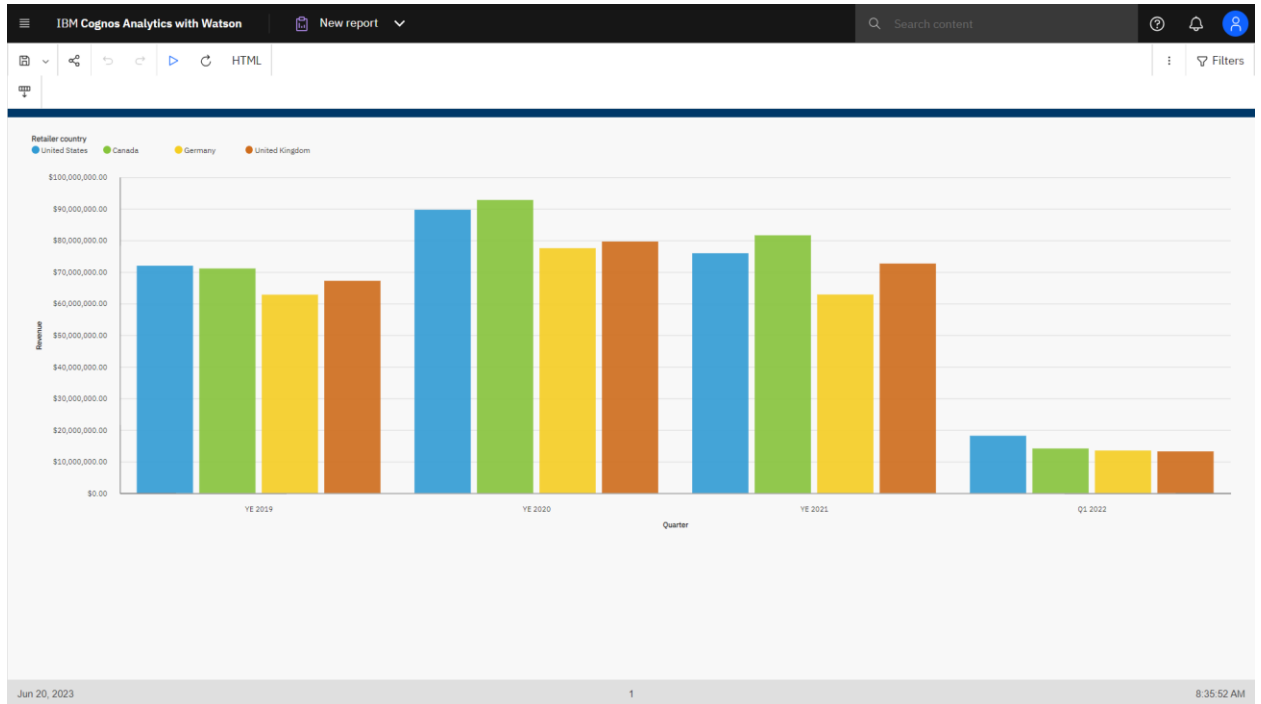 IBM Cognos Analytics with Watson
New report
Search content
HTML
Filters
Retailer country
United States Canada Germany United Kingdom
$100,000,000.00
$90,000,000.00
$80,000,000.00
$70,000,000.00
$60,000,000.00
Revenue
$50,000,000.00
$40,000,000.00
$30,000,000.00
$20,000,000.00
$10,000,000.00
$0.00
YE 2019 YE 2020 YE 2021 Q1 2022
Quarter
Jun 20, 2023 1 8:35:52 AM